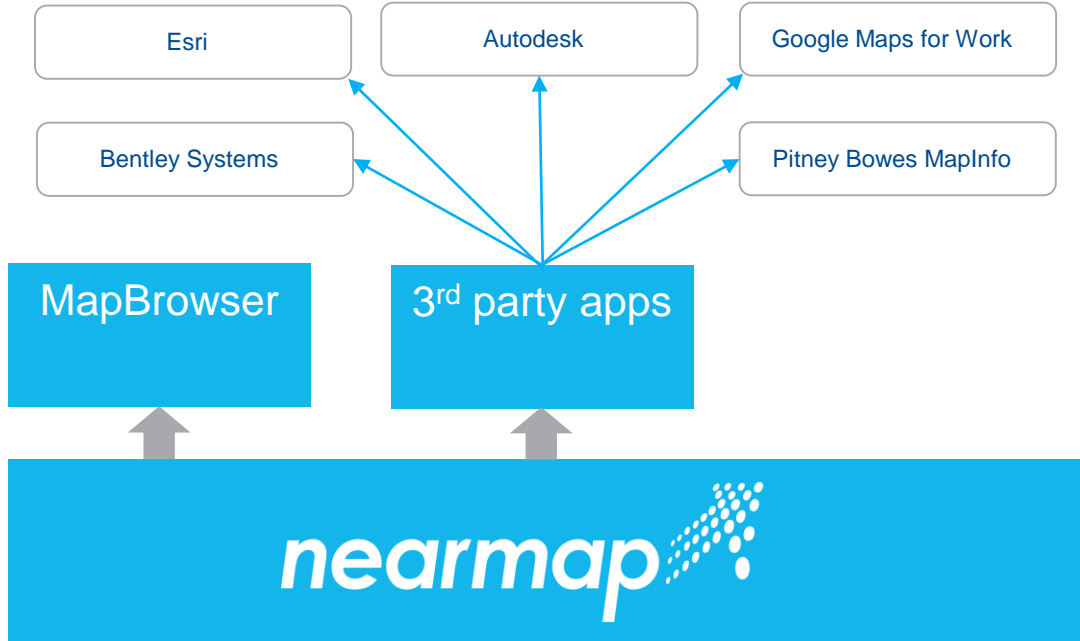 Esri
Autodesk
Google Maps for Work
Bentley Systems
Pitney Bowes MapInfo
MapBrowser
3rd party apps
nearmap